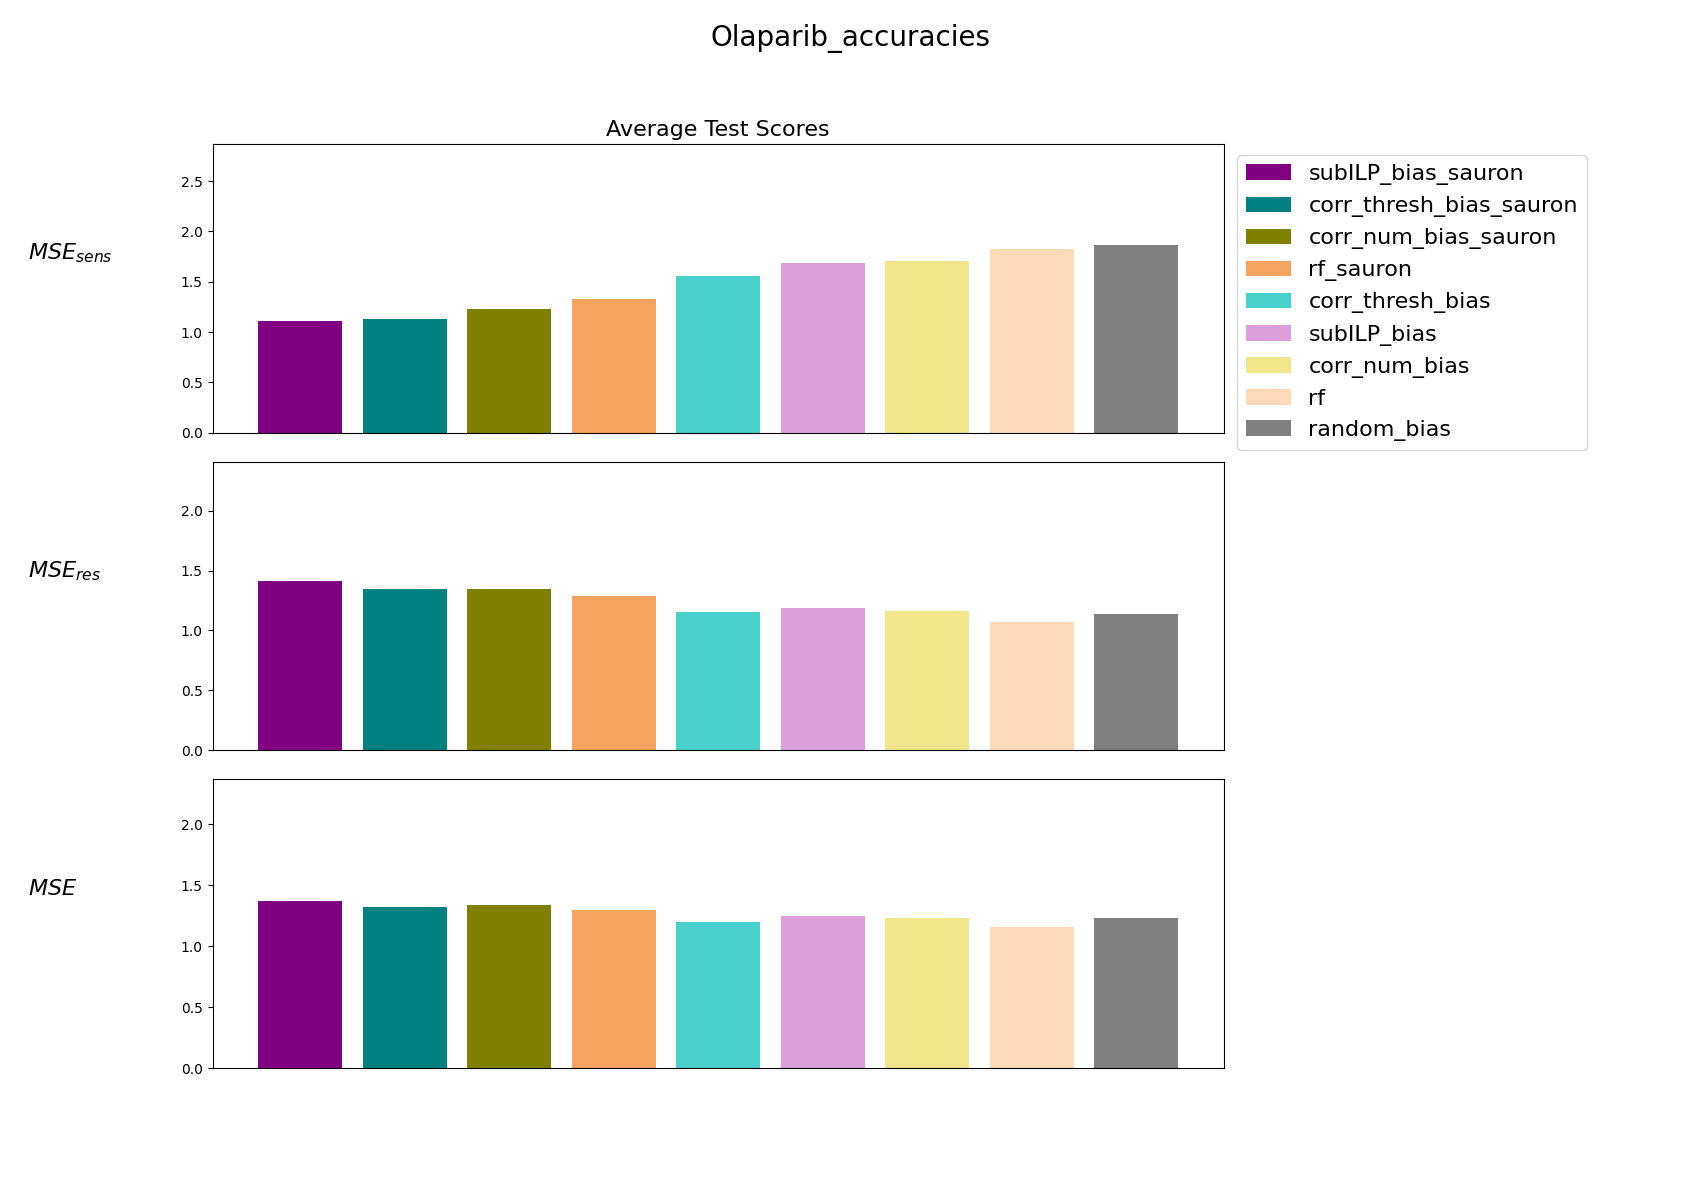 Olaparib_accuracies
Average Test Scores
MSE_sens
2.5
2.0
1.5
1.0
0.5
0.0
subILP_bias_sauron
corr_thresh_bias_sauron
corr_num_bias_sauron
rf_sauron
corr_thresh_bias
subILP_bias
corr_num_bias
rf
random_bias
MSE_res
2.0
1.5
1.0
0.5
0.0
MSE
2.0
1.5
1.0
0.5
0.0